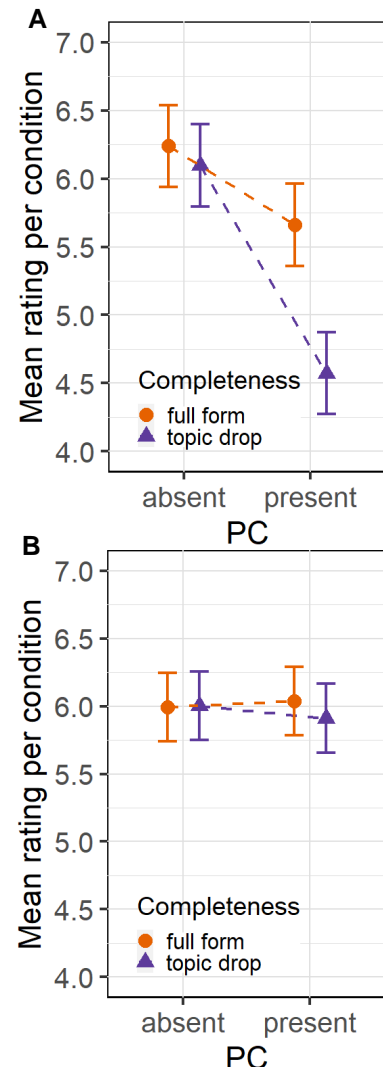 A
Mean rating per condition
7.0
6.5
6.0
5.5
5.0
4.5
4.0
Completeness
full form
topic drop
absent present
PC
B
Mean rating per condition
7.0
6.5
6.0
5.5
5.0
4.5
4.0
Completeness
full form
topic drop
absent present
PC